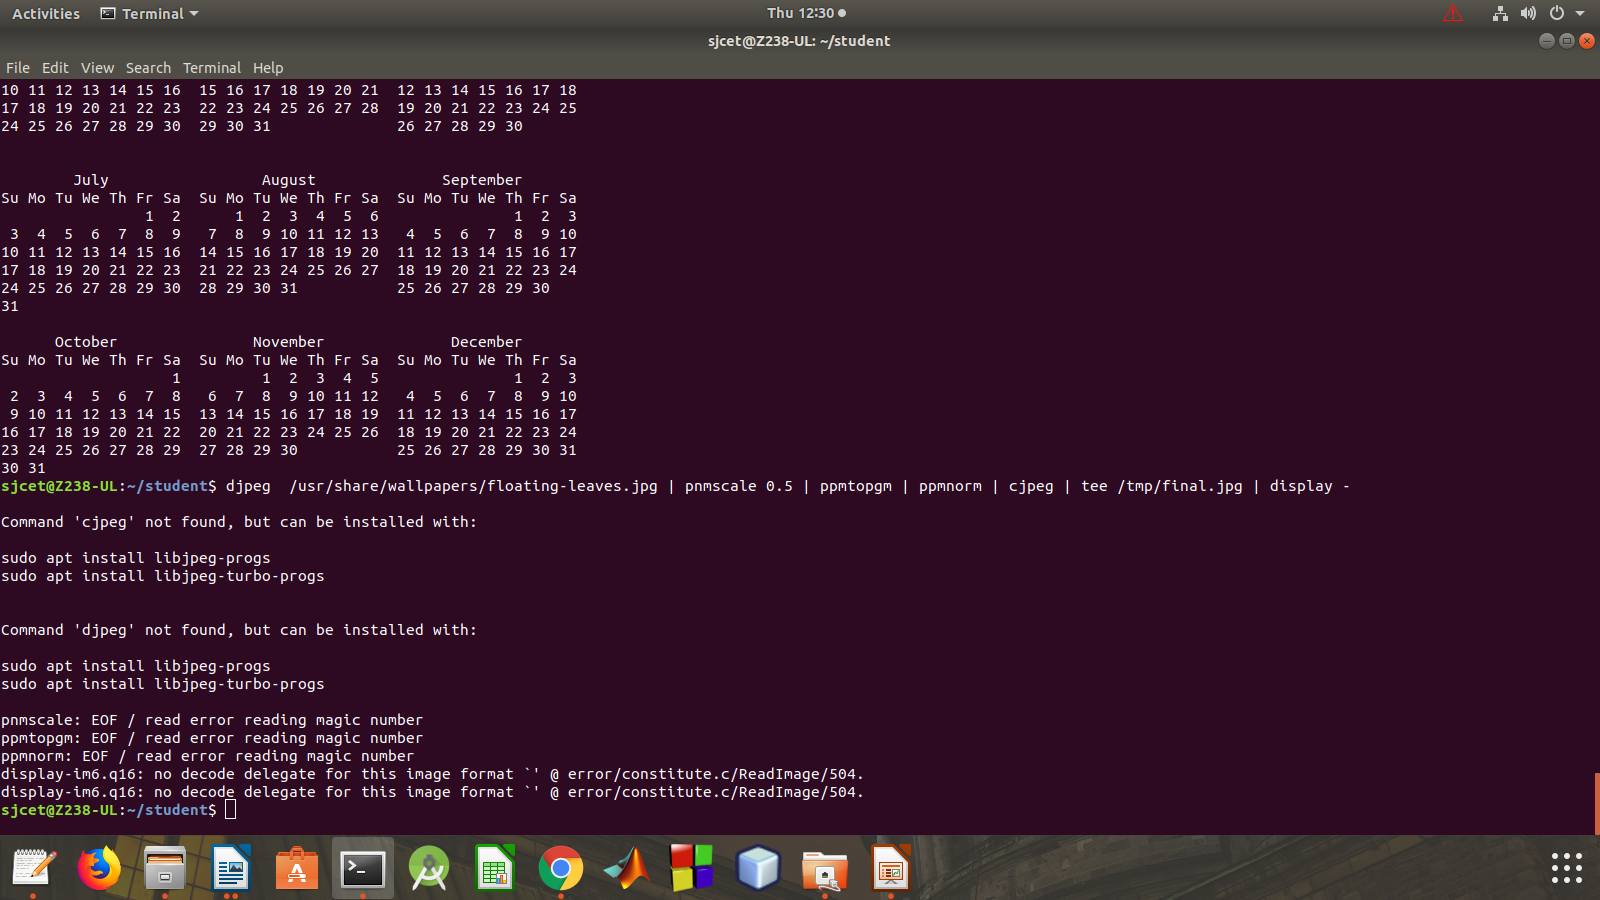 Activities Terminal Thu 12:30
sjcet@Z238-UL: ~/student
File Edit View Search Terminal Help
10 11 12 13 14 15 16  15 16 17 18 19 20 21  12 13 14 15 16 17 18
17 18 19 20 21 22 23  22 23 24 25 26 27 28  19 20 21 22 23 24 25
24 25 26 27 28 29 30  29 30 31              26 27 28 29 30
        July                 August              September
Su Mo Tu We Th Fr Sa  Su Mo Tu We Th Fr Sa  Su Mo Tu We Th Fr Sa
                1  2      1  2  3  4  5  6               1  2  3
 3  4  5  6  7  8  9   7  8  9 10 11 12 13   4  5  6  7  8  9 10
10 11 12 13 14 15 16  14 15 16 17 18 19 20  11 12 13 14 15 16 17
17 18 19 20 21 22 23  21 22 23 24 25 26 27  18 19 20 21 22 23 24
24 25 26 27 28 29 30  28 29 30 31           25 26 27 28 29 30
31
      October               November              December
Su Mo Tu We Th Fr Sa  Su Mo Tu We Th Fr Sa  Su Mo Tu We Th Fr Sa
                   1         1  2  3  4  5               1  2  3
 2  3  4  5  6  7  8   6  7  8  9 10 11 12   4  5  6  7  8  9 10
 9 10 11 12 13 14 15  13 14 15 16 17 18 19  11 12 13 14 15 16 17
16 17 18 19 20 21 22  20 21 22 23 24 25 26  18 19 20 21 22 23 24
23 24 25 26 27 28 29  27 28 29 30           25 26 27 28 29 30 31
30 31
sjcet@Z238-UL:~/student$ djpeg  /usr/share/wallpapers/floating-leaves.jpg | pnmscale 0.5 | ppmtopgm | ppmnorm | cjpeg | tee /tmp/final.jpg | display -
Command 'cjpeg' not found, but can be installed with:
sudo apt install libjpeg-progs
sudo apt install libjpeg-turbo-progs
Command 'djpeg' not found, but can be installed with:
sudo apt install libjpeg-progs
sudo apt install libjpeg-turbo-progs
pnmscale: EOF / read error reading magic number
ppmtopgm: EOF / read error reading magic number
ppmnorm: EOF / read error reading magic number
display-im6.q16: no decode delegate for this image format `' @ error/constitute.c/ReadImage/504.
display-im6.q16: no decode delegate for this image format `' @ error/constitute.c/ReadImage/504.
sjcet@Z238-UL:~/student$